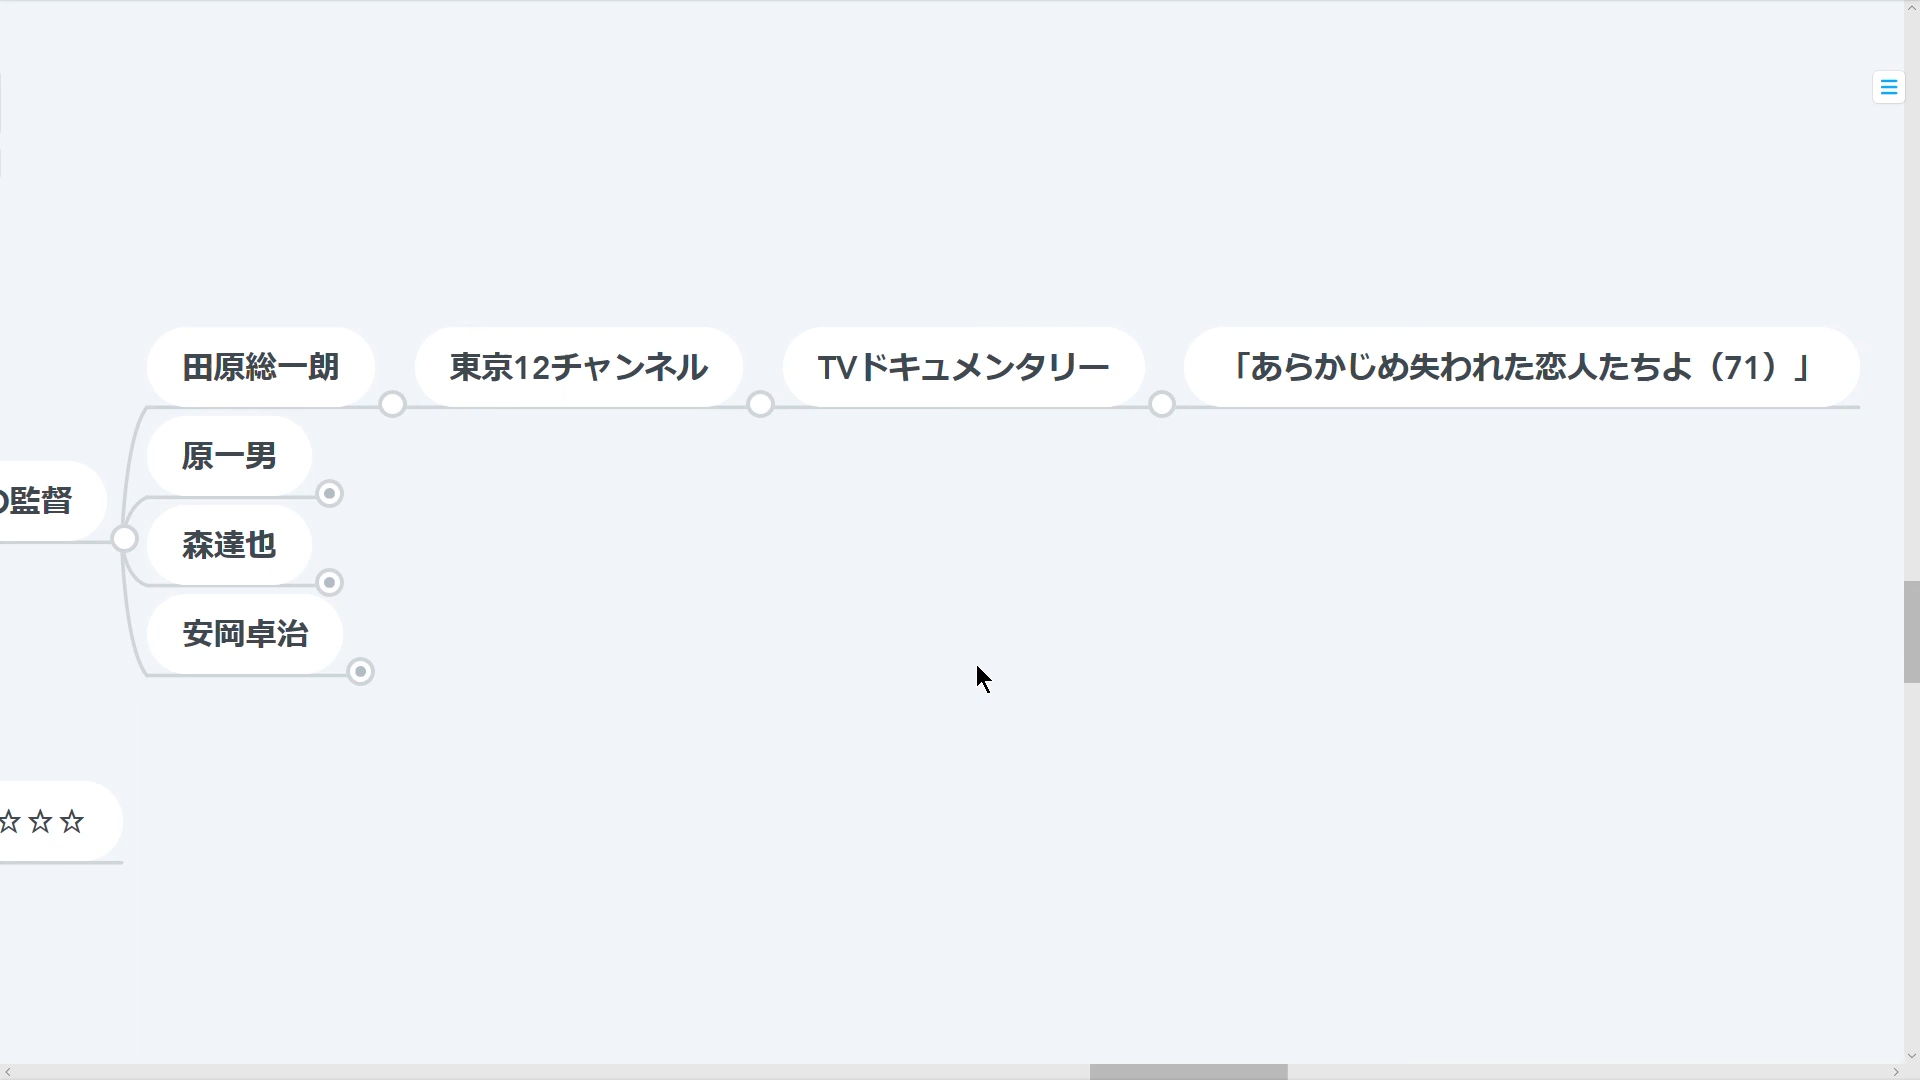 田原総一朗
東京12チャンネル
TVドキュメンタリー
「あらかじめ失われた恋人たちよ（71）」
原一男
の監督
森達也
安岡卓治
☆☆☆